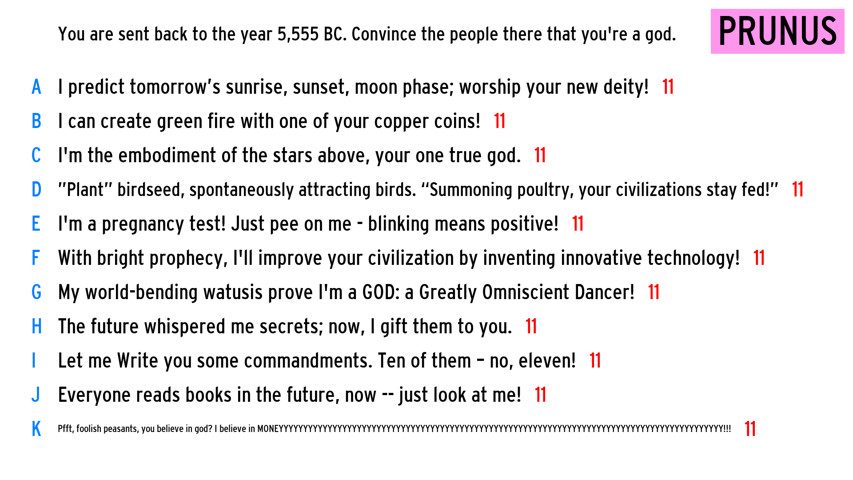 You are sent back to the year 5,555 BC. Convince the people there that you're a god.
PRUNUS
A I predict tomorrow’s sunrise, sunset, moon phase; worship your new deity! 11
B I can create green fire with one of your copper coins! 11
C I'm the embodiment of the stars above, your one true god. 11
D ”Plant” birdseed, spontaneously attracting birds. “Summoning poultry, your civilizations stay fed!” 11
E I'm a pregnancy test! Just pee on me - blinking means positive! 11
F With bright prophecy, I'll improve your civilization by inventing innovative technology! 11
G My world-bending watusis prove I'm a GOD: a Greatly Omniscient Dancer! 11
H The future whispered me secrets; now, I gift them to you. 11
I Let me Write you some commandments. Ten of them – no, eleven! 11
J Everyone reads books in the future, now -- just look at me! 11
K Pfft, foolish peasants, you believe in god? I believe in MONEYYYYYYYYYYYYYYYYYYYYYYYYYYYYYYYYYYYYYYYYYYYYYYYYYYYYYYYYYYYYYYYYYYYYYYYYYYYYYYYYYYYYYYYYYYY!!! 11